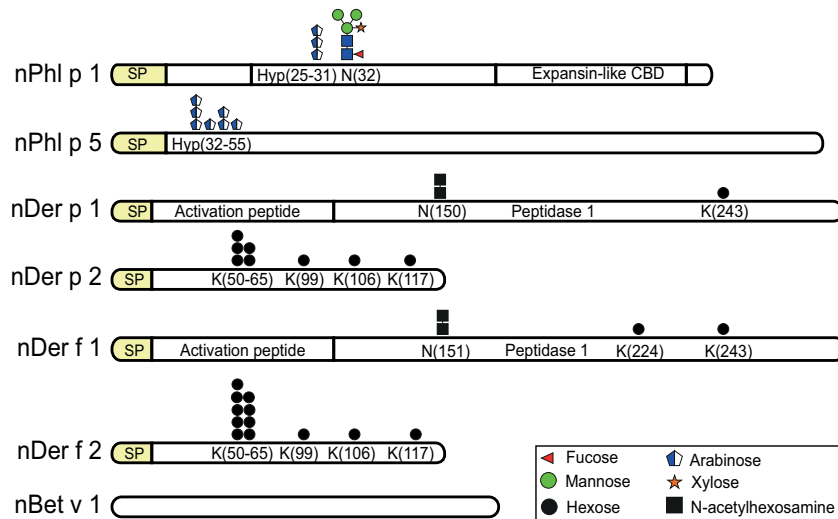 nPhl p 1
SP
Hyp(25-31) N(32)
Expansin-like CBD
nPhl p 5
SP
Hyp(32-55)
nDer p 1
SP
Activation peptide
N(150)
Peptidase 1
K(243)
nDer p 2
SP
K(50-65) K(99) K(106) K(117)
nDer f 1
SP
Activation peptide
N(151)
Peptidase 1
K(224)
K(243)
nDer f 2
SP
K(50-65) K(99) K(106) K(117)
nBet v 1
Fucose
Arabinose
Mannose
Xylose
Hexose
N-acetylhexosamine